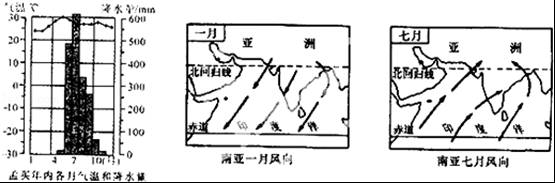 气温℃ 降水量/mm
30 600
20 500
10 400
0 300
-10 200
-20 100
-30 0
1 4 7 10(月)
孟买年内各月气温和降水量
一月
亚 洲
北回归线
赤道 印 度 洋
南亚一月风向
七月
亚 洲
北回归线
赤道 印 度 洋
南亚七月风向